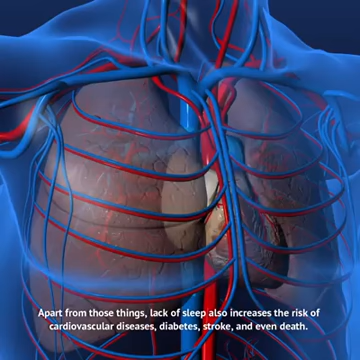 Apart from those things, lack of sleep also increases the risk of
cardiovascular diseases, diabetes, stroke, and even death.